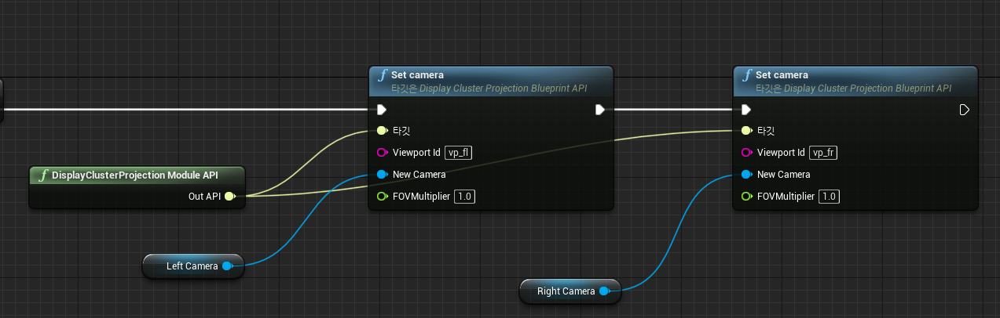 Set camera
타깃은 Display Cluster Projection Blueprint API
타깃
Viewport Id vp_fl
New Camera
FOVMultiplier 1.0
Set camera
타깃은 Display Cluster Projection Blueprint API
타깃
Viewport Id vp_fr
New Camera
FOVMultiplier 1.0
DisplayClusterProjection Module API
Out API
Left Camera
Right Camera